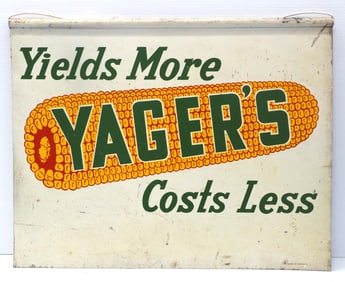 Yields More
YAGER'S
Costs Less